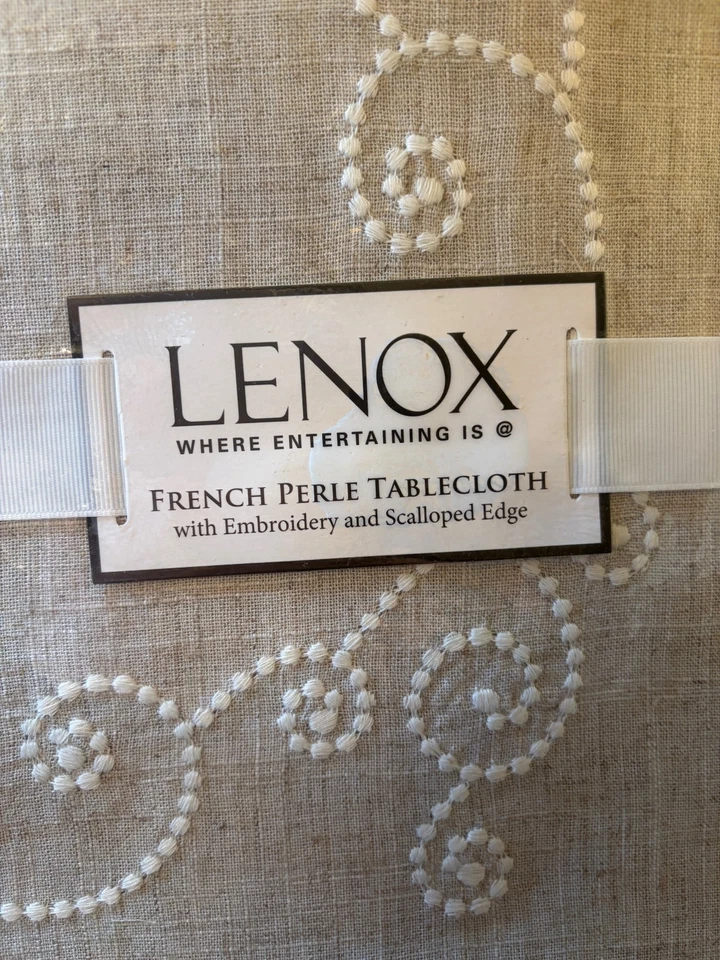 LENOX
WHERE ENTERTAINING IS @
FRENCH PERLE TABLECLOTH
with Embroidery and Scalloped Edge